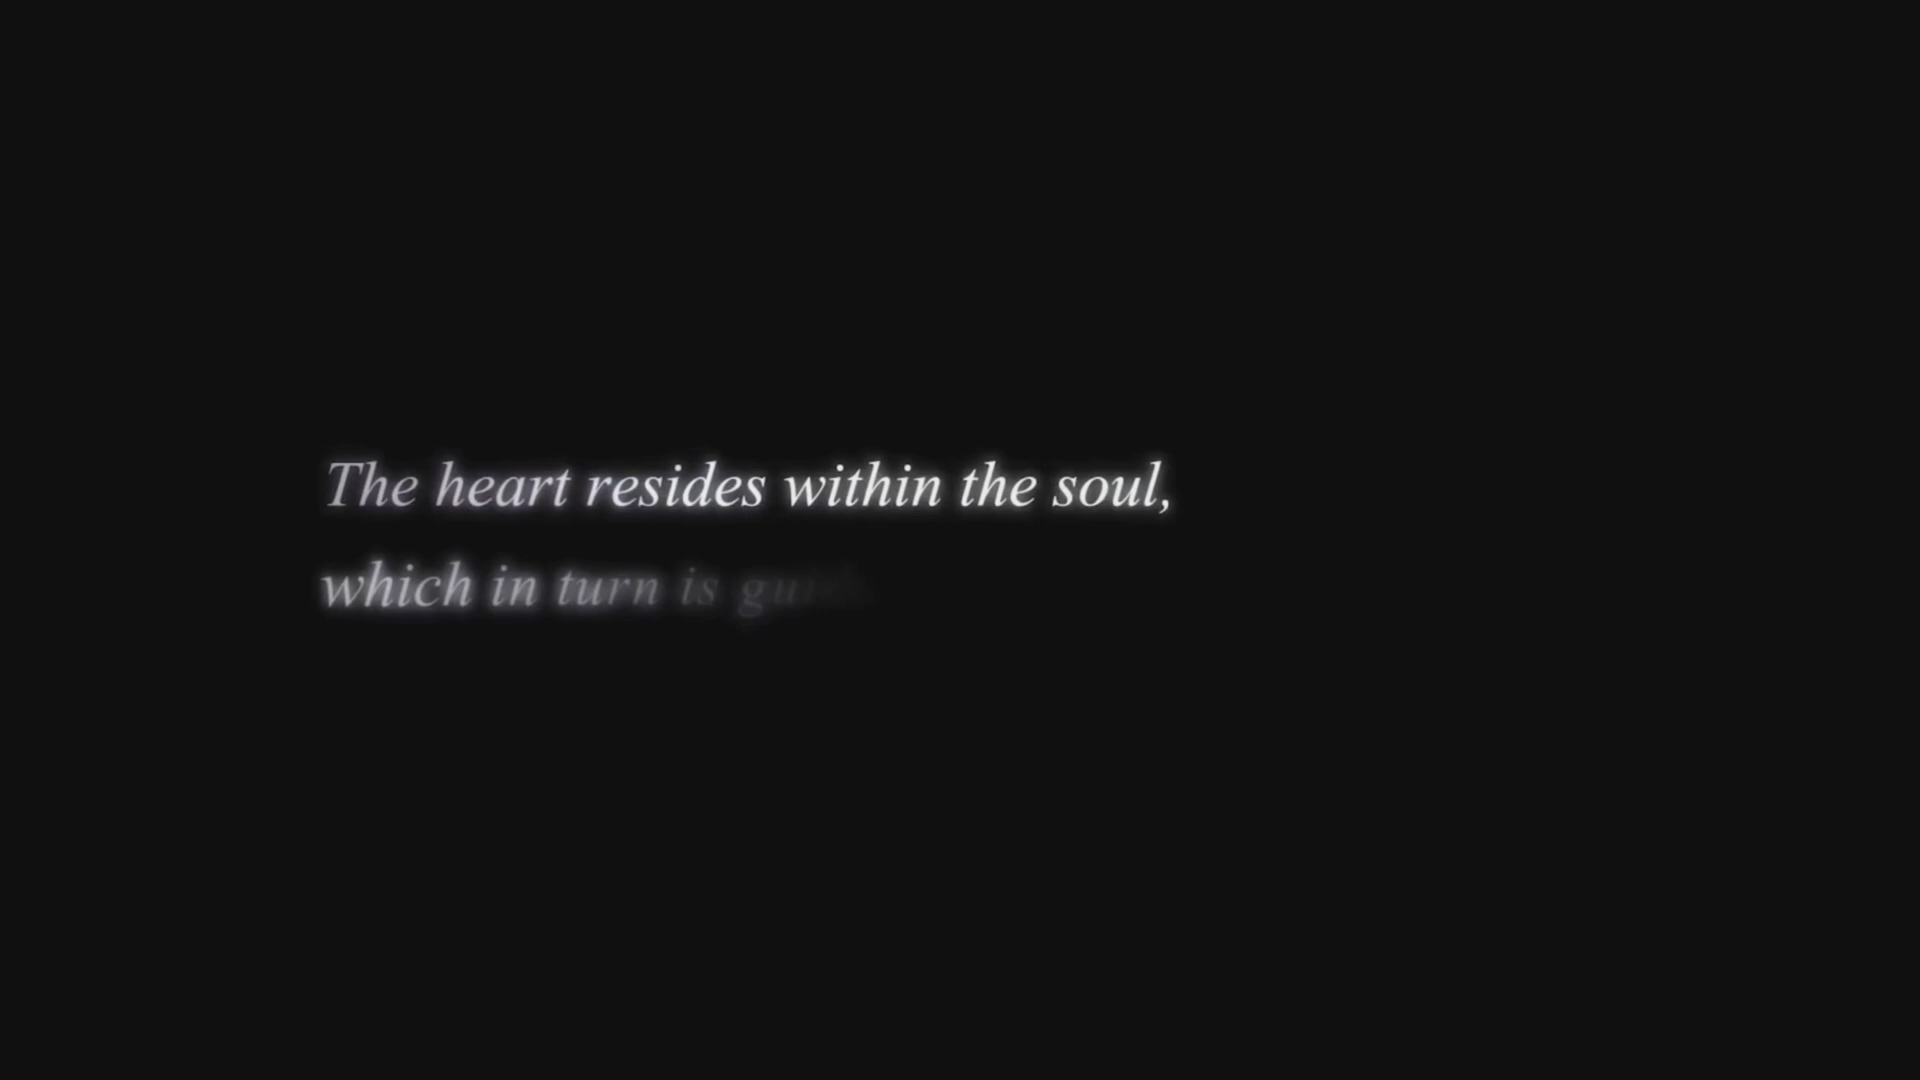 The heart resides within the soul,
which in turn is